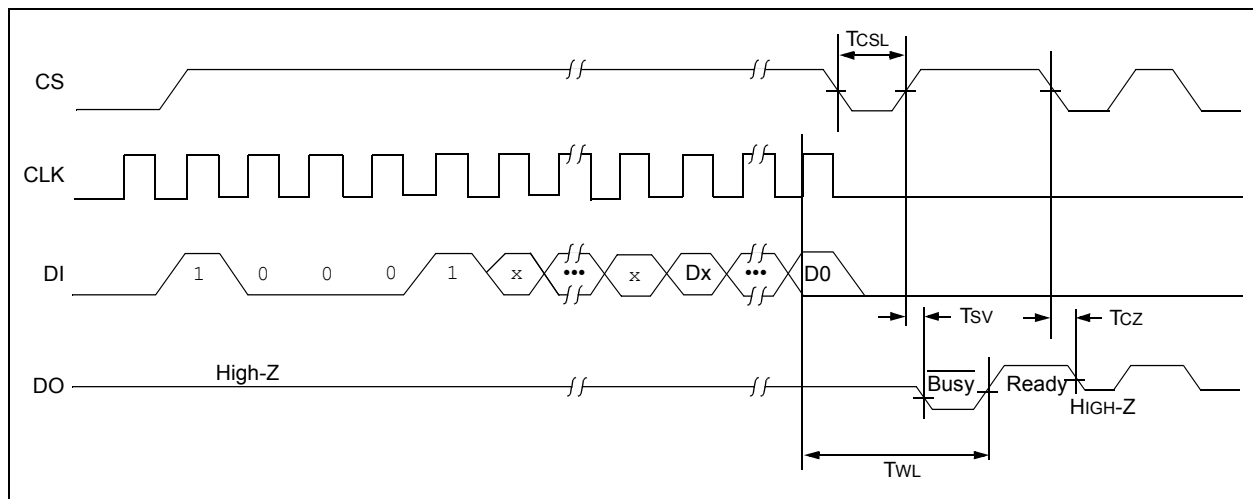 TCSL
CS
CLK
DI
1 0 0 0 1 x ••• x Dx ••• D0
TSV
TCZ
High-Z
DO
Busy
Ready
HIGH-Z
TWL